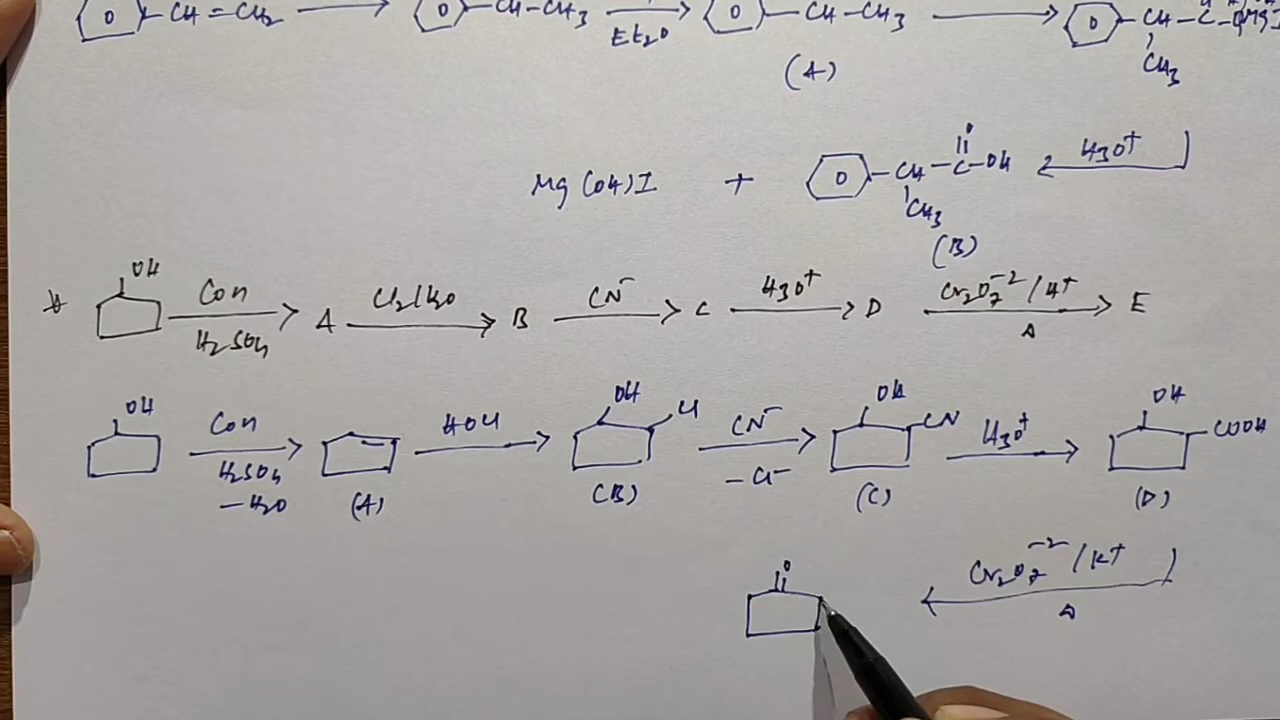 O -CH=CH2 → O -CH-CH3 → Et2O O -CH-CH3 → O -CH-C-OMgI
(A) CH3
Mg(OH)I + O -CH-C-OH H3O+
O
CH3
(B)
OH Con H2SO4 → A Cl2/H2O → B CN- → C H3O+ → D Cr2O7-2/H+ Δ → E
OH Con H2SO4 -H2O → (A) HOCl → OH Cl (B) CN- -Cl- → OH CN (C) H3O+ → OH COOH (D)
O ← Cr2O7-2/K+ Δ